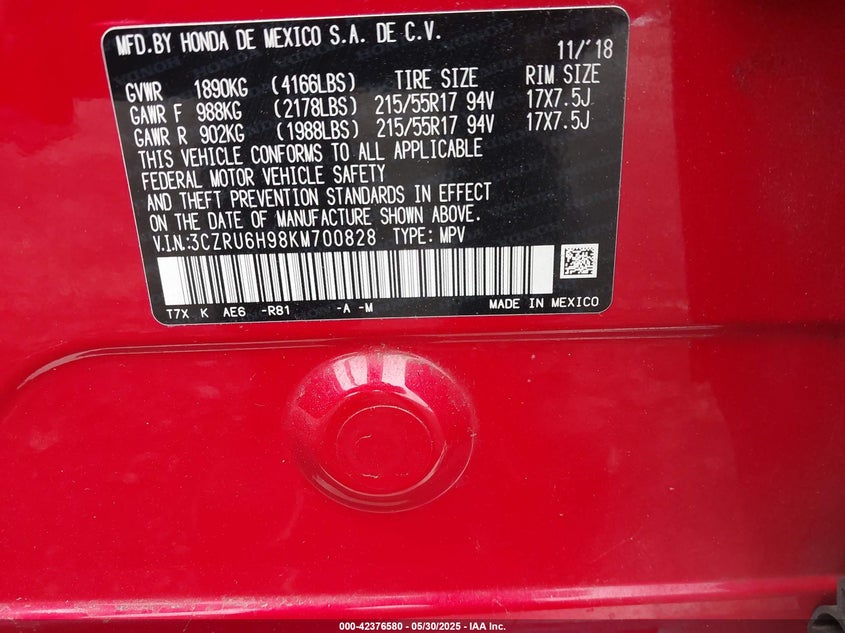 MFD.BY HONDA DE MEXICO S.A. DE C.V.
11/'18
GVWR 1890KG (4166LBS) TIRE SIZE RIM SIZE
GAWR F 988KG (2178LBS) 215/55R17 94V 17X7.5J
GAWR R 902KG (1988LBS) 215/55R17 94V 17X7.5J
THIS VEHICLE CONFORMS TO ALL APPLICABLE
FEDERAL MOTOR VEHICLE SAFETY
AND THEFT PREVENTION STANDARDS IN EFFECT
ON THE DATE OF MANUFACTURE SHOWN ABOVE.
V.I.N.:3CZRU6H98KM700828 TYPE: MPV
T7X K AE6 -R81 -A -M MADE IN MEXICO
000-42376580 - 05/30/2025 - IAA Inc.